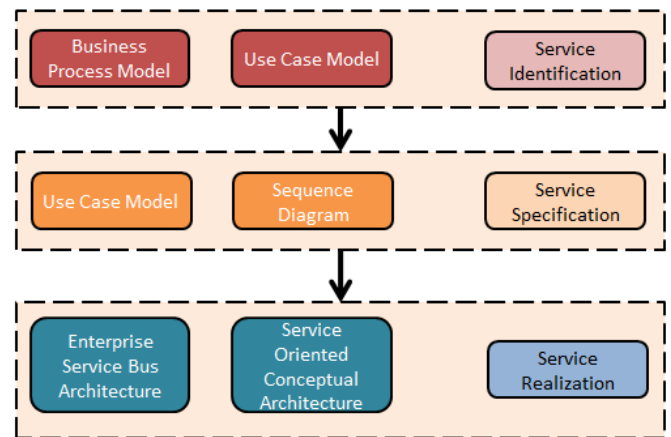 Business
Process Model
Use Case Model
Service
Identification
Use Case Model
Sequence
Diagram
Service
Specification
Enterprise
Service Bus
Architecture
Service
Oriented
Conceptual
Architecture
Service
Realization